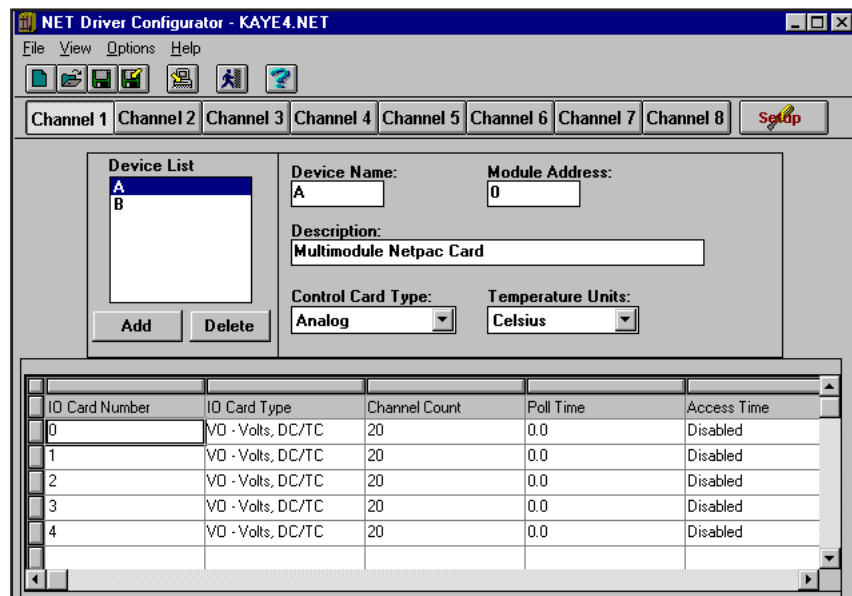 NET Driver Configurator - KAYE4.NET
File View Options Help
Channel 1 Channel 2 Channel 3 Channel 4 Channel 5 Channel 6 Channel 7 Channel 8 Setup
Device List
A
B
Add Delete
Device Name: Module Address:
A 0
Description:
Multimodule Netpac Card
Control Card Type: Temperature Units:
Analog Celsius
IO Card Number IO Card Type Channel Count Poll Time Access Time
0 V0 - Volts, DC/TC 20 0.0 Disabled
1 V0 - Volts, DC/TC 20 0.0 Disabled
2 V0 - Volts, DC/TC 20 0.0 Disabled
3 V0 - Volts, DC/TC 20 0.0 Disabled
4 V0 - Volts, DC/TC 20 0.0 Disabled